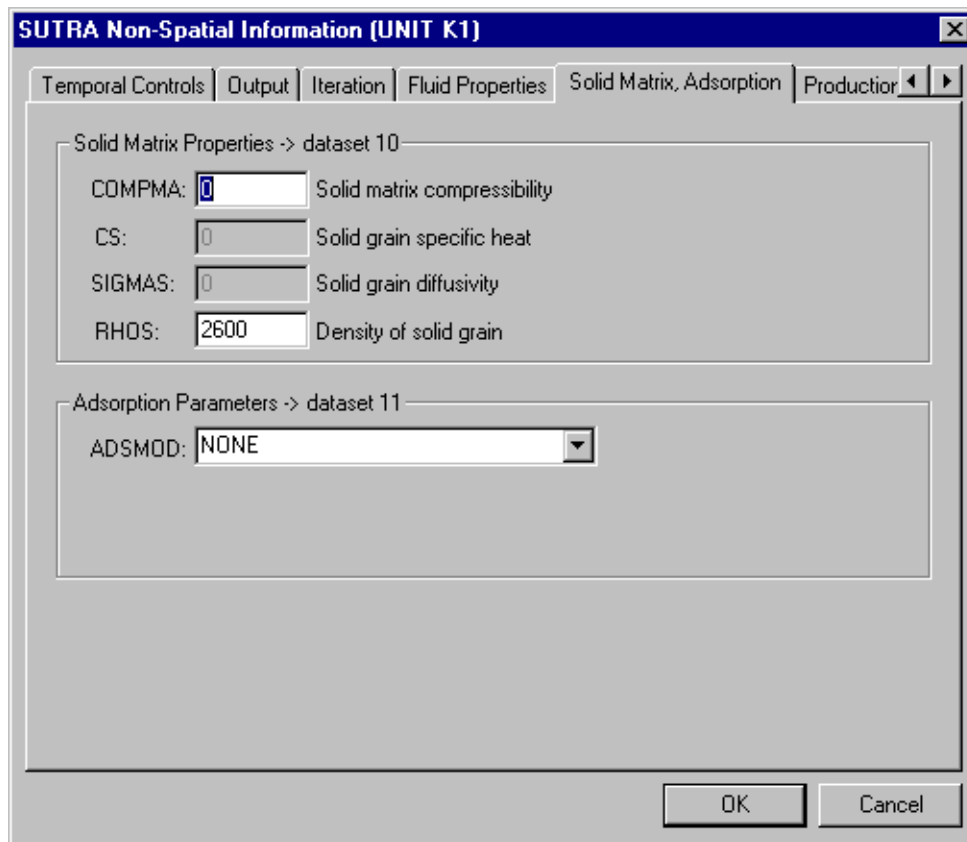 SUTRA Non-Spatial Information (UNIT K1)
Temporal Controls Output Iteration Fluid Properties Solid Matrix, Adsorption Production
Solid Matrix Properties -> dataset 10
COMPMA: 0 Solid matrix compressibility
CS: 0 Solid grain specific heat
SIGMAS: 0 Solid grain diffusivity
RHOS: 2600 Density of solid grain
Adsorption Parameters -> dataset 11
ADSMOD: NONE
OK Cancel